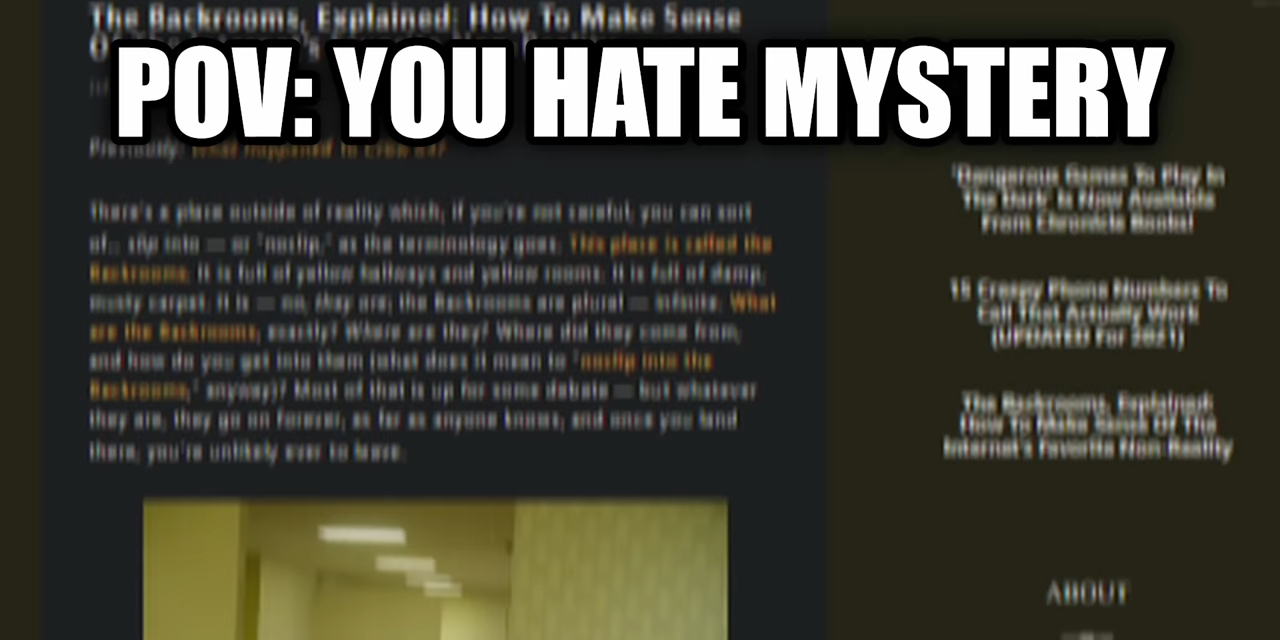 The Backrooms, Explained: How To Make Sense
POV: YOU HATE MYSTERY
Previously: What Happened To Crew
There's a place outside of reality which, if you're not careful, you can sort
of… slip into — or "noclip," as the terminology goes. This place is called the
Backrooms. It is full of yellow hallways and yellow rooms. It is full of damp,
musty carpet. It is — no, they are; the Backrooms are plural — infinite. What
are the Backrooms, exactly? Where are they? Where did they come from,
and how do you get into them (what does it mean to "noclip into the
Backrooms," anyway)? Most of that is up for some debate — but whatever
they are, they go on forever, as far as anyone knows, and once you land
there, you're unlikely ever to leave.
'Dangerous Games To Play In
The Dark' Is Now Available
From Chronicle Books!
15 Creepy Phone Numbers To
Call That Actually Work
(UPDATED For 2021)
The Backrooms, Explained:
How To Make Sense Of The
Internet's Favorite Non-Reality
ABOUT